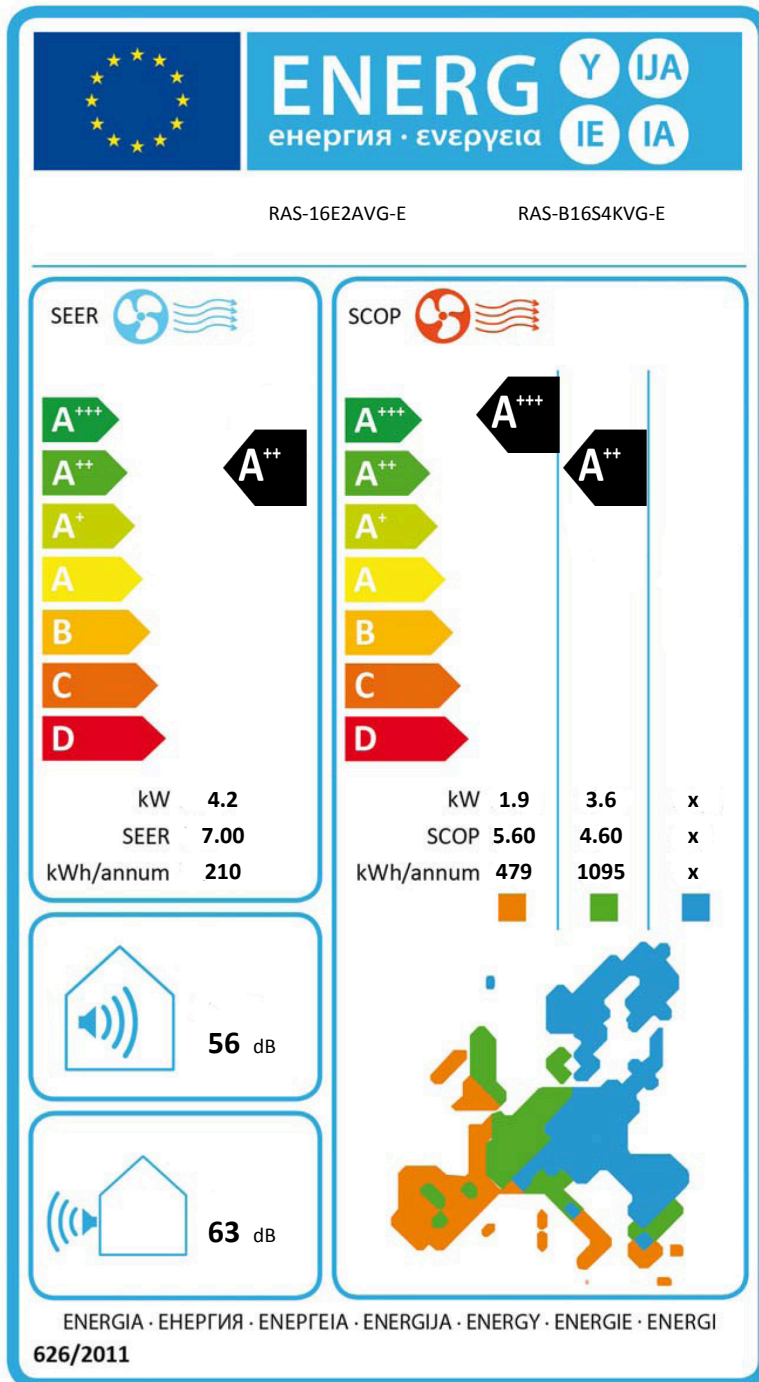 ENERG Y IJA
енергия · ενεργεια IE IA
RAS-16E2AVG-E RAS-B16S4KVG-E
SEER
A+++
A++
A+
A
B
C
D
A++
kW 4.2
SEER 7.00
kWh/annum 210
SCOP
A+++
A++
A+
A
B
C
D
A+++
A++
kW 1.9 3.6 x
SCOP 5.60 4.60 x
kWh/annum 479 1095 x
56 dB
63 dB
ENERGIA · ЕНЕРГИЯ · ΕΝΕΡΓΕΙΑ · ENERGIJA · ENERGY · ENERGIE · ENERGI
626/2011